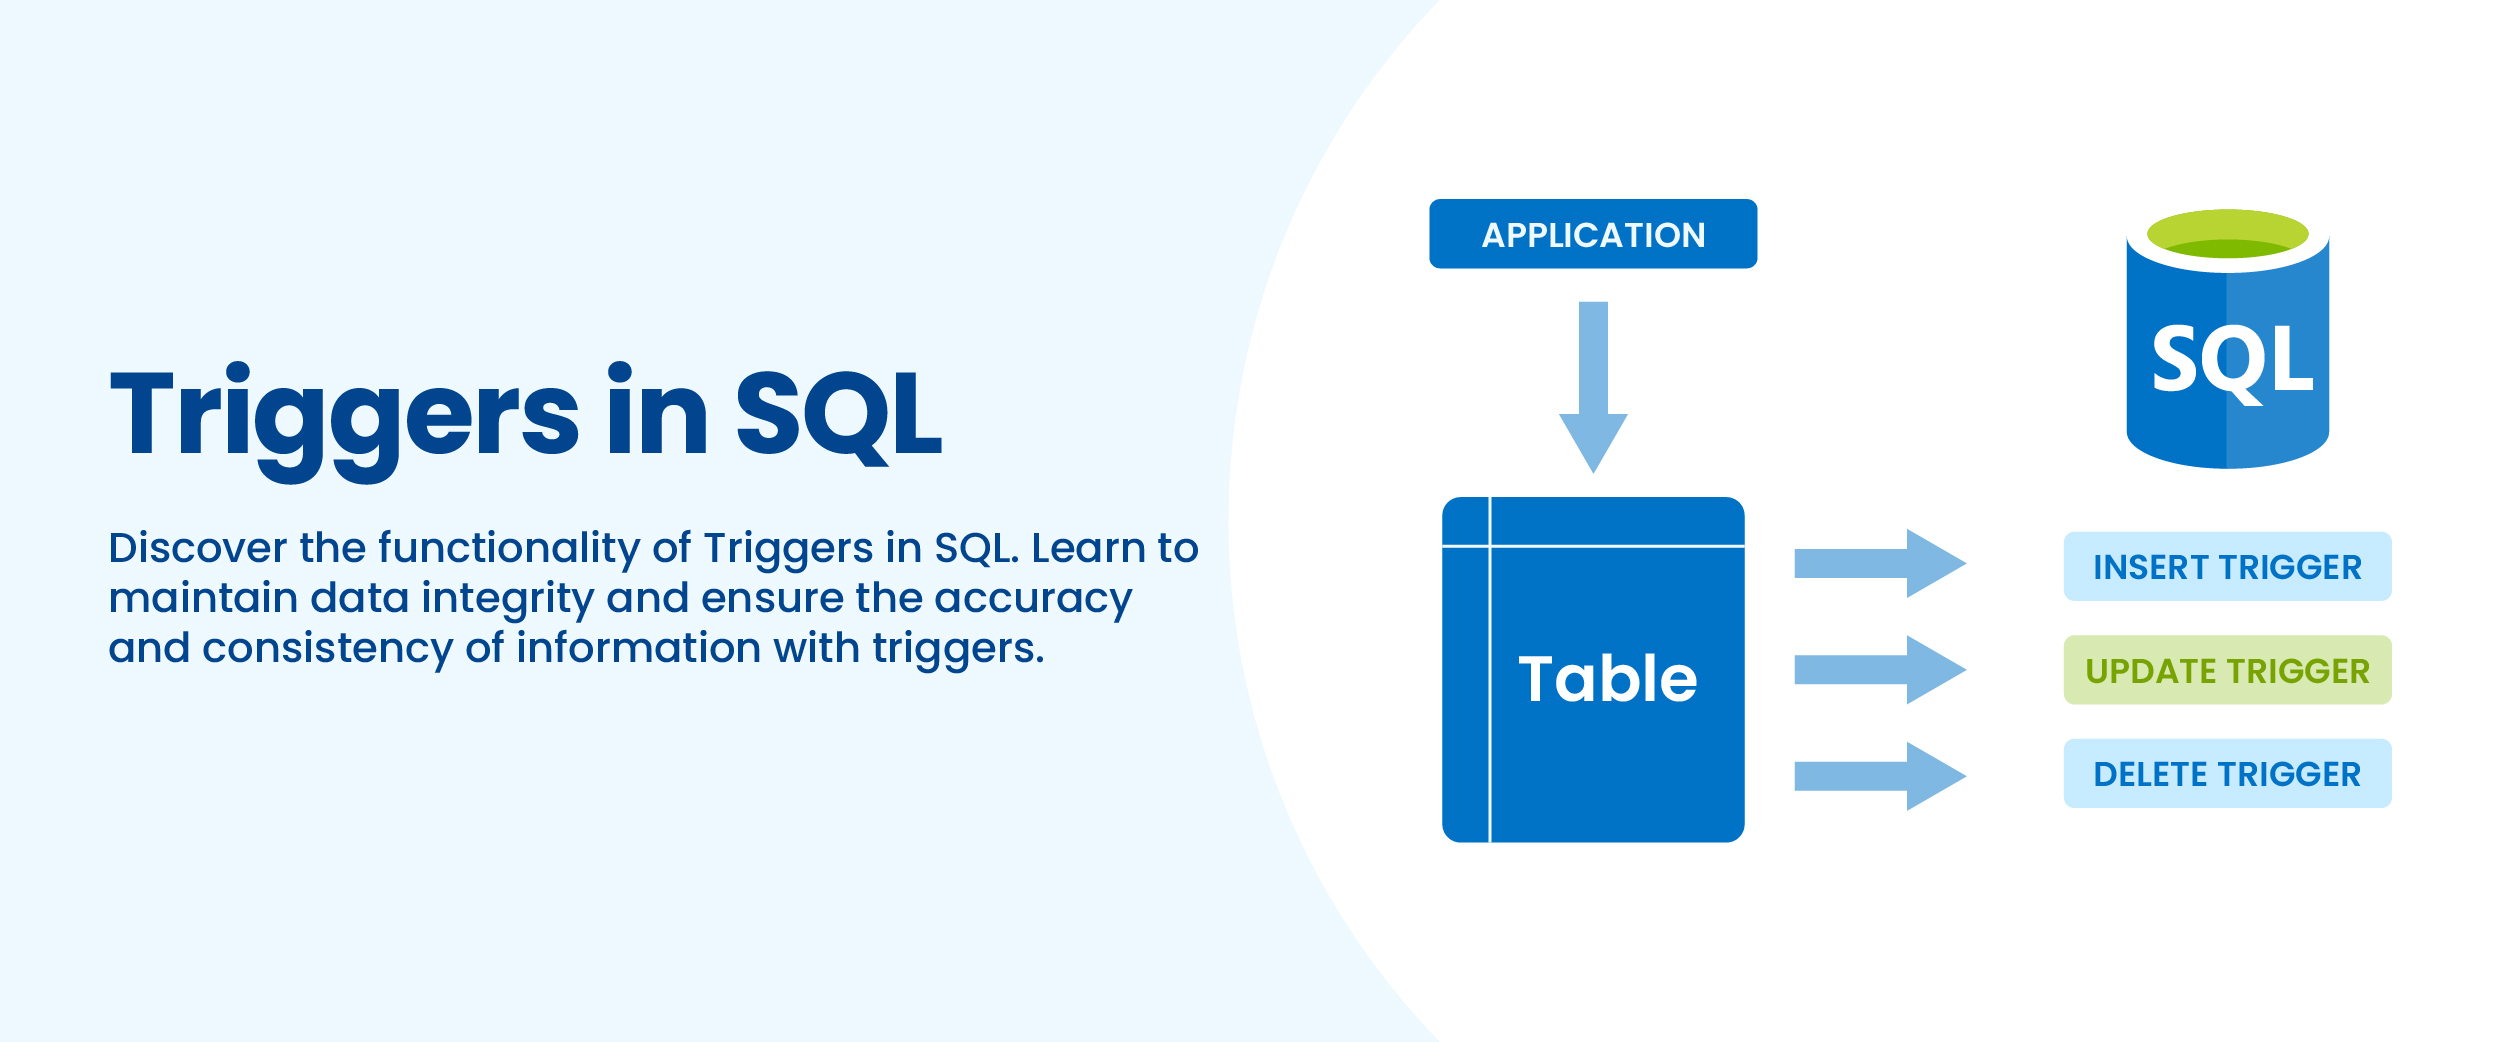 Triggers in SQL
Discover the functionality of Triggers in SQL. Learn to
maintain data integrity and ensure the accuracy
and consistency of information with triggers.
APPLICATION
Table
SQL
INSERT TRIGGER
UPDATE TRIGGER
DELETE TRIGGER